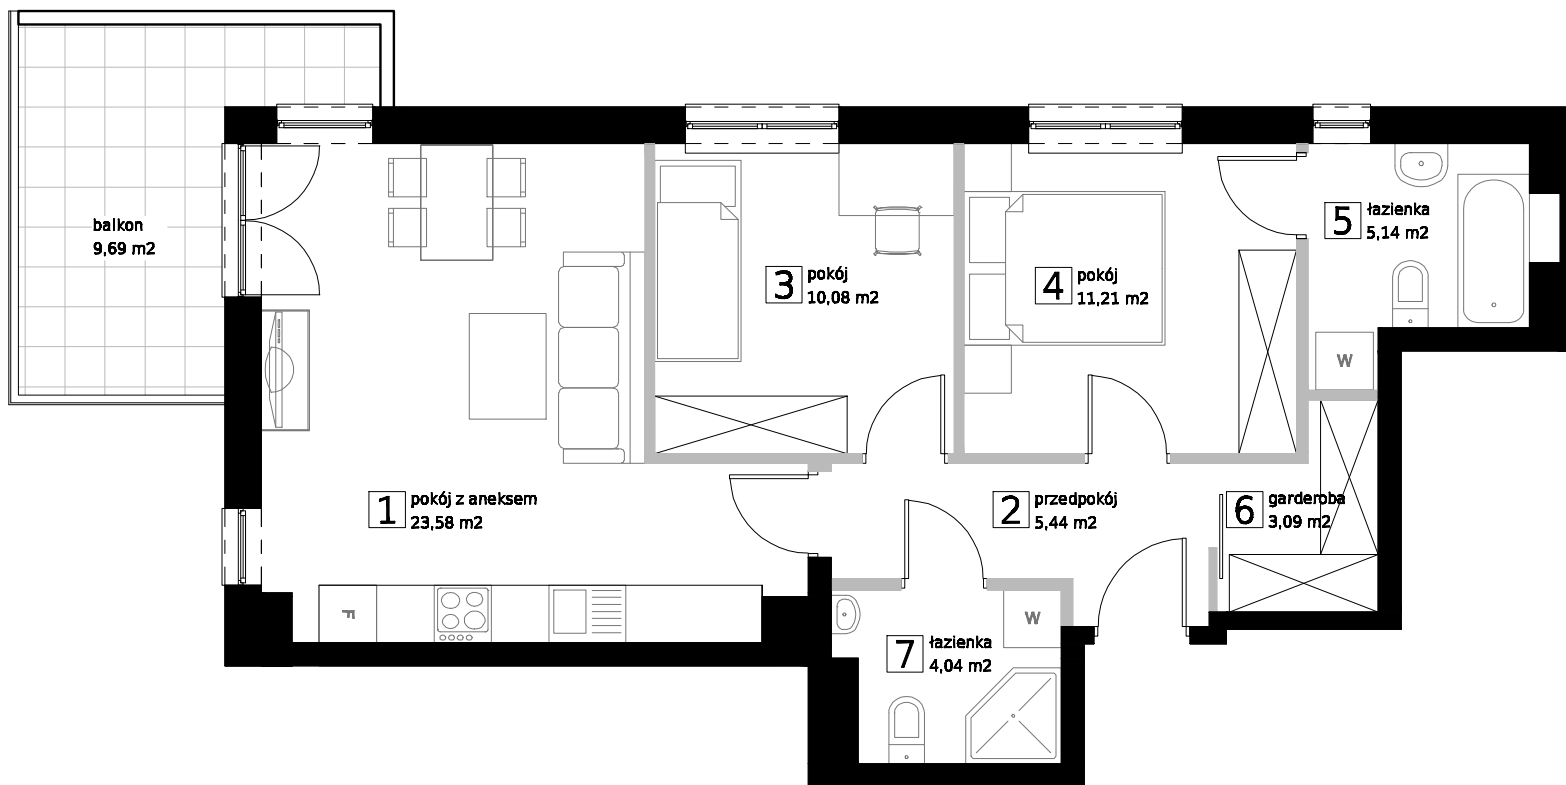 balkon
9,69 m2
1
pokój z aneksem
23,58 m2
2
przedpokój
5,44 m2
3
pokój
10,08 m2
4
pokój
11,21 m2
5
łazienka
5,14 m2
6
garderoba
3,09 m2
7
łazienka
4,04 m2
F
W
W